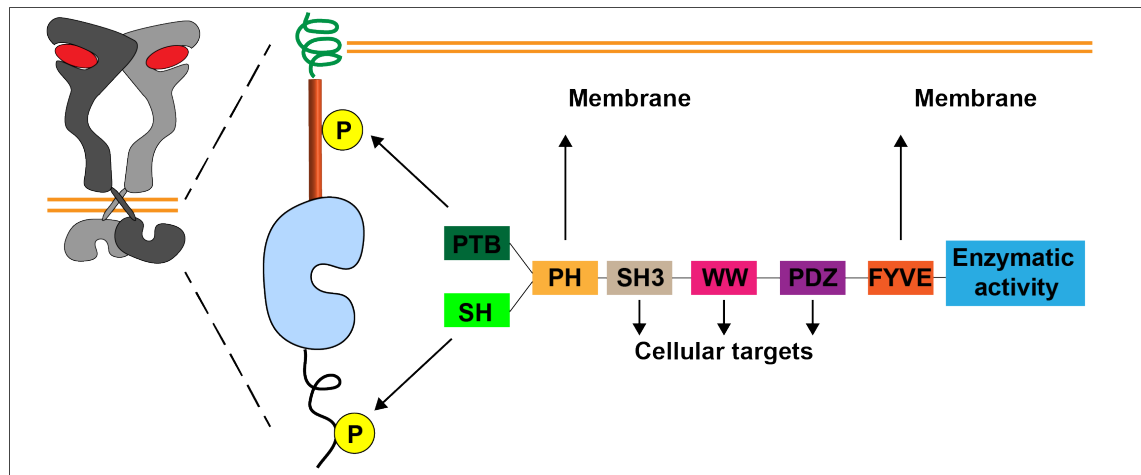 Membrane
Membrane
P
PTB
PH
SH3
WW
PDZ
FYVE
Enzymatic
activity
SH
Cellular targets
P